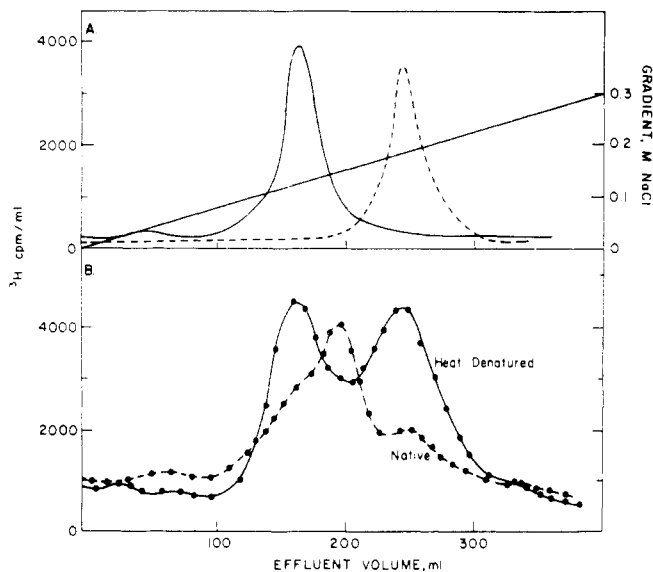 A.
4000
2000
0
0.3
0.2
0.1
0
GRADIENT, M NaCl
³H cpm/ml
B.
4000
2000
0
Heat Denatured
Native
100
200
300
EFFLUENT VOLUME, ml